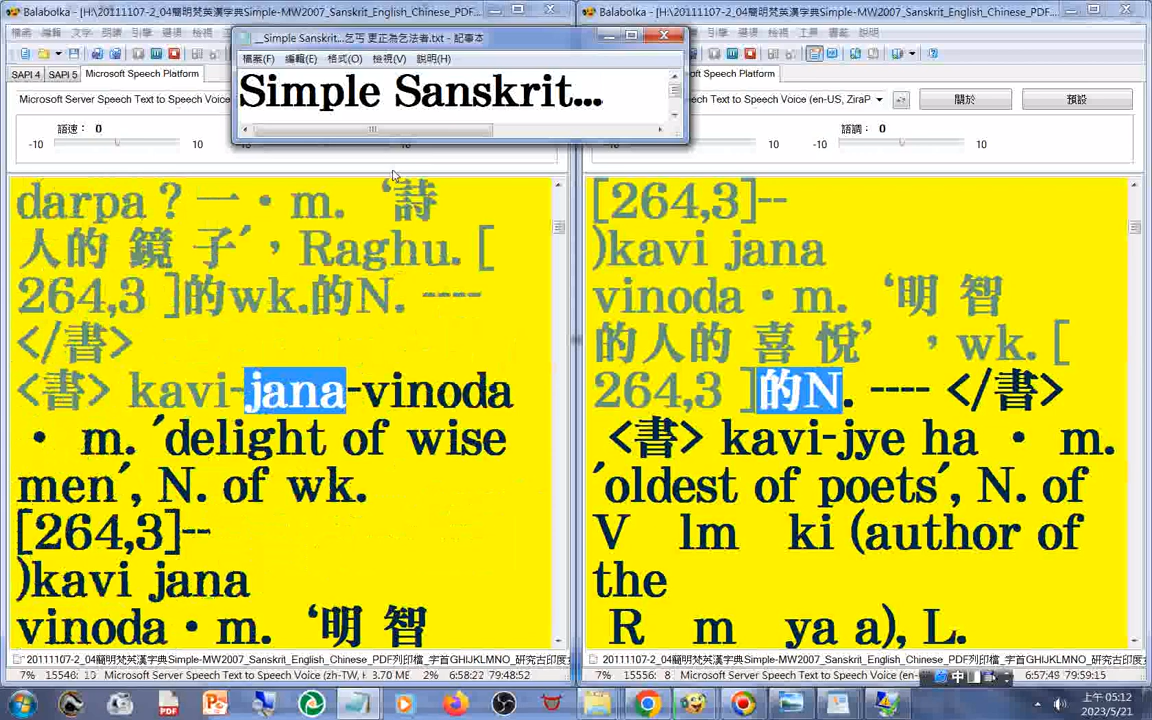 Balabolka - [H:\20111107-2_04簡明梵英漢字典Simple-MW2007_Sanskrit_English_Chinese_PDF
Balabolka - [H:\20111107-2_04簡明梵英漢字典Simple-MW2007_Sanskrit_English_Chinese_PDF...
__Simple Sanskrit...乞丐 更正為乞法者.txt - 記事本
檔案(F) 編輯(E) 格式(O) 檢視(V) 說明(H)
Simple Sanskrit...
SAPI 4 SAPI 5 Microsoft Speech Platform
Speech Platform
Microsoft Server Speech Text to Speech Voice
ech Text to Speech Voice (en-US, ZiraP
關於
預設
語速: 0
-10 10
語調: 0
-10 10
darpa？一・m. ‘詩
人的 鏡 子′，Raghu. [
264,3 ]的wk.的N. ----
</書>
<書> kavi-jana-vinoda
・ m. ′delight of wise
men′, N. of wk.
[264,3]--
)kavi jana
vinoda・m. ‘明 智
[264,3]--
)kavi jana
vinoda・m. ‘明 智
的人的 喜 悅’ ，wk. [
264,3 ]的N. ---- </書>
<書> kavi-jye ha ・ m.
′oldest of poets′, N. of
V lm ki (author of
the
R m ya a), L.
20111107-2_04簡明梵英漢字典Simple-MW2007_Sanskrit_English_Chinese_PDF列印檔_字首GHIJKLMNO_研究古印度
20111107-2_04簡明梵英漢字典Simple-MW2007_Sanskrit_English_Chinese_PDF列印檔_字首GHIJKLMNO_研究古印度
7% 15546: 10 Microsoft Server Speech Text to Speech Voice (zh-TW, H 3.70 ME 2% 6:58:22 79:48:52
7% 15556: 8 Microsoft Server Speech Text to Speech Voice 6:57:49 79:59:15
中
上午 05:12
2023/5/21